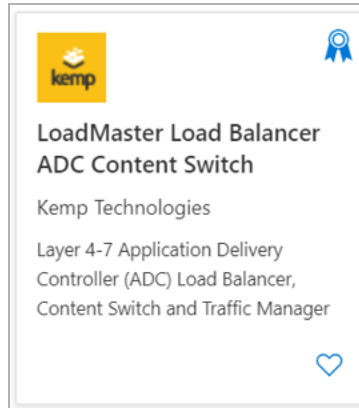 kemp
LoadMaster Load Balancer
ADC Content Switch
Kemp Technologies
Layer 4-7 Application Delivery
Controller (ADC) Load Balancer,
Content Switch and Traffic Manager